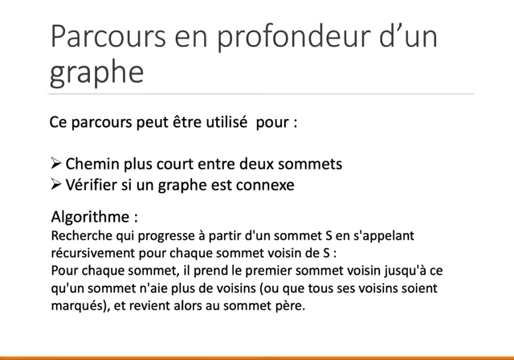 Parcours en profondeur d’un
graphe
Ce parcours peut être utilisé pour :
➢ Chemin plus court entre deux sommets
➢ Vérifier si un graphe est connexe
Algorithme :
Recherche qui progresse à partir d'un sommet S en s'appelant
récursivement pour chaque sommet voisin de S :
Pour chaque sommet, il prend le premier sommet voisin jusqu'à ce
qu'un sommet n'aie plus de voisins (ou que tous ses voisins soient
marqués), et revient alors au sommet père.